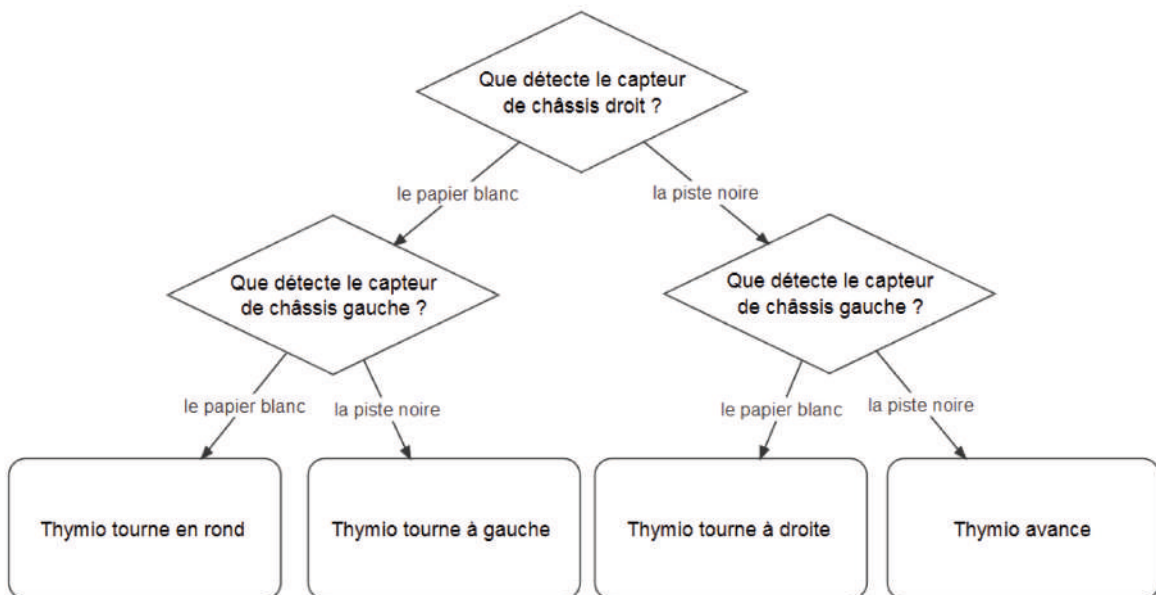 Que détecte le capteur
de châssis droit ?
le papier blanc
la piste noire
Que détecte le capteur
de châssis gauche ?
Que détecte le capteur
de châssis gauche ?
le papier blanc
la piste noire
le papier blanc
la piste noire
Thymio tourne en rond
Thymio tourne à gauche
Thymio tourne à droite
Thymio avance